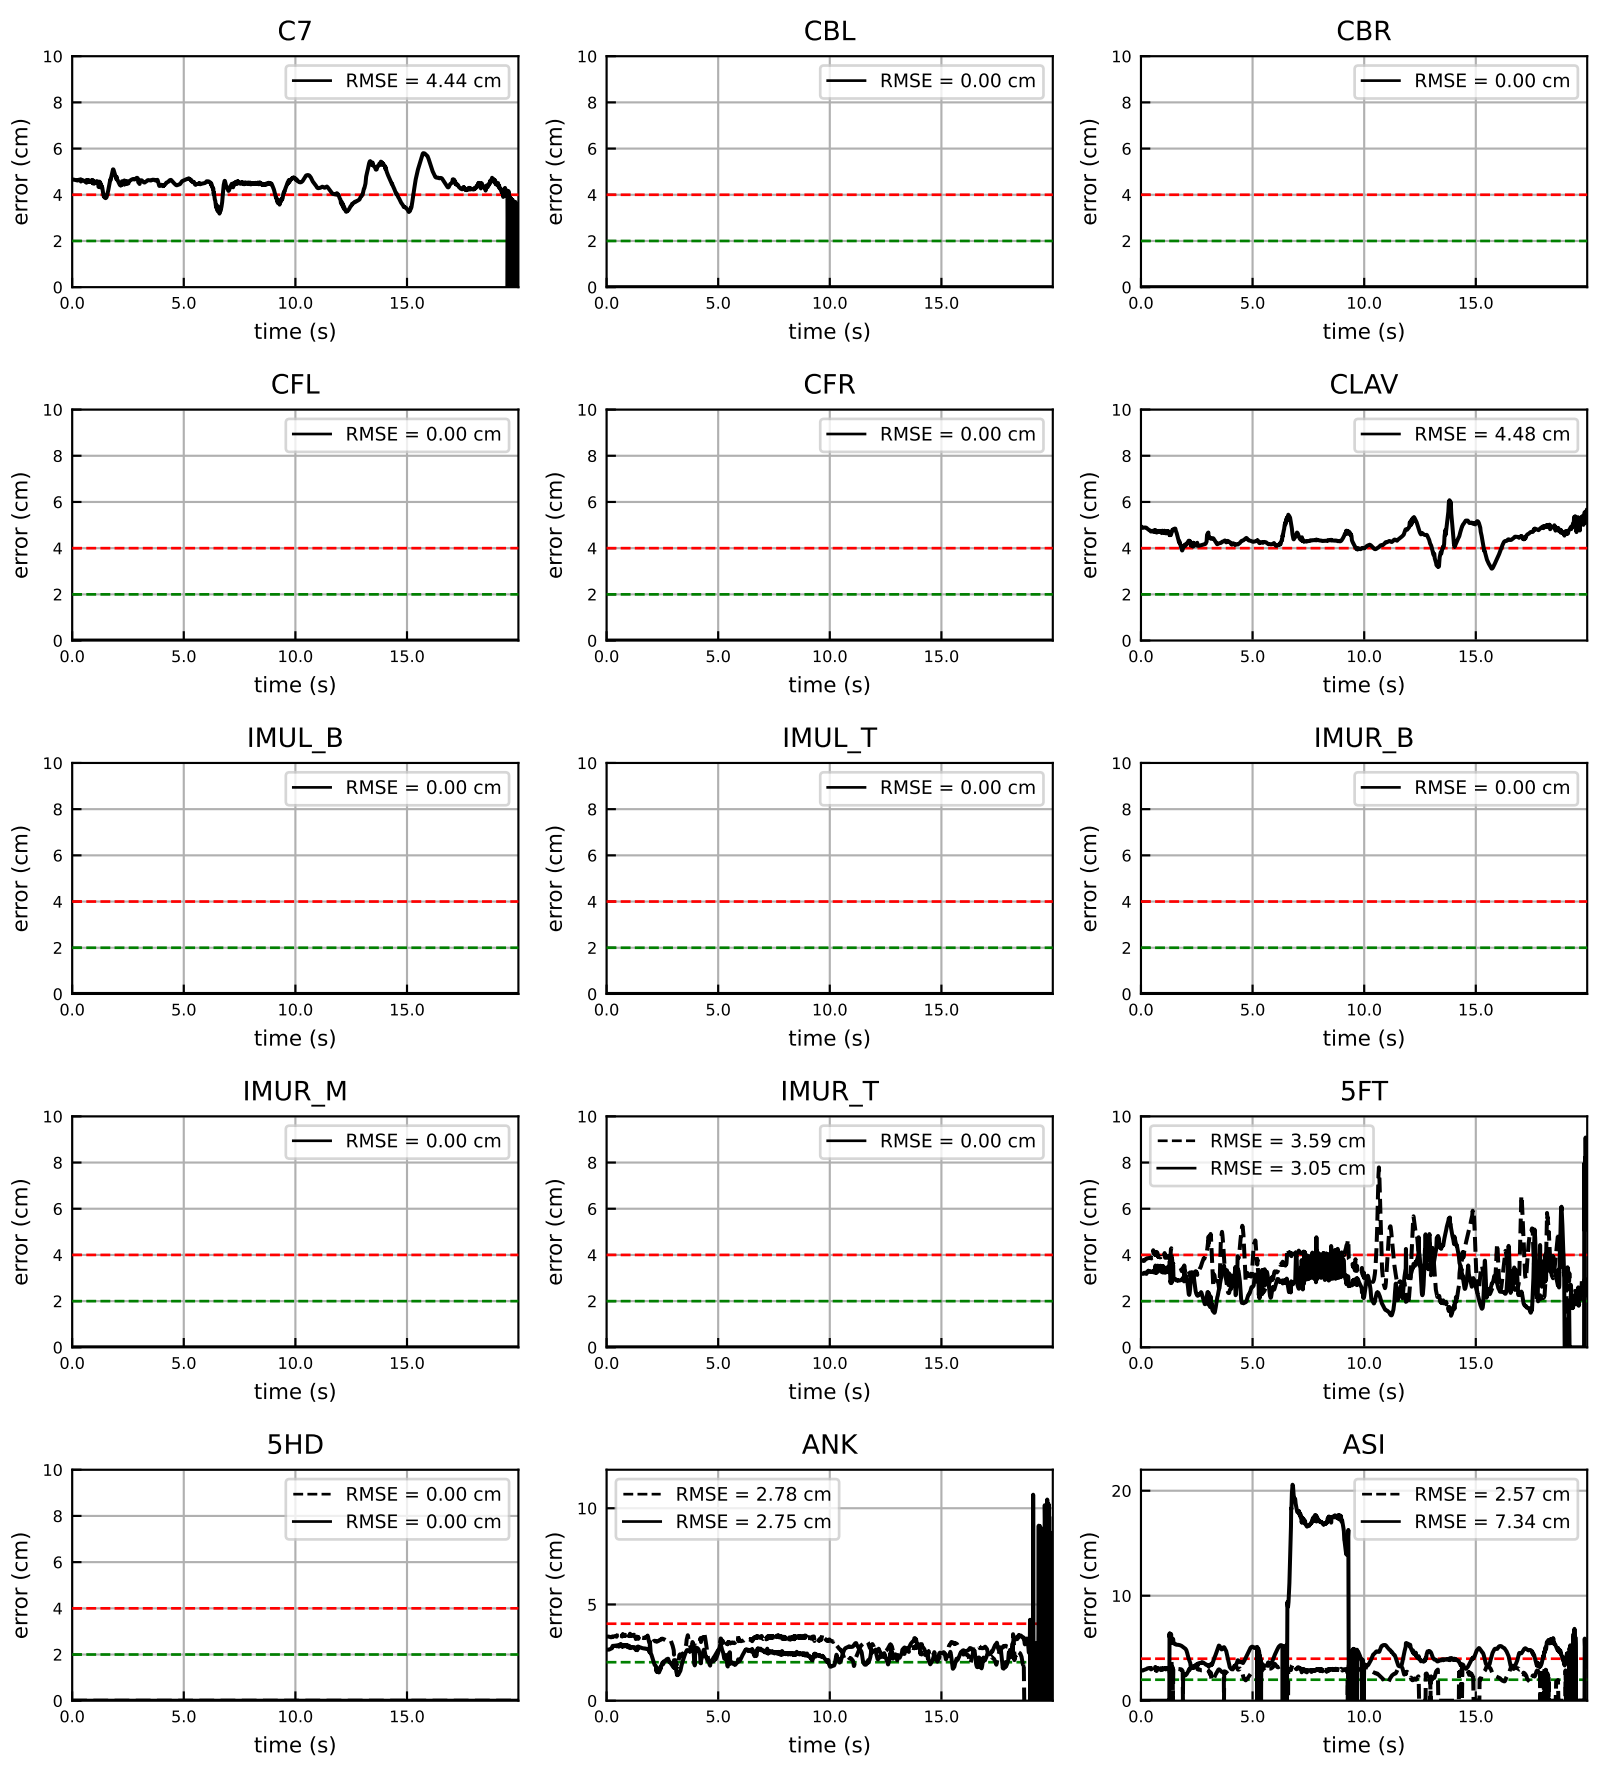 C7
CBL
CBR
10
8
6
4
2
0
error (cm)
RMSE = 4.44 cm
0.0 5.0 10.0 15.0
time (s)
10
8
6
4
2
0
error (cm)
RMSE = 0.00 cm
0.0 5.0 10.0 15.0
time (s)
10
8
6
4
2
0
error (cm)
RMSE = 0.00 cm
0.0 5.0 10.0 15.0
time (s)
CFL
CFR
CLAV
10
8
6
4
2
0
error (cm)
RMSE = 0.00 cm
0.0 5.0 10.0 15.0
time (s)
10
8
6
4
2
0
error (cm)
RMSE = 0.00 cm
0.0 5.0 10.0 15.0
time (s)
10
8
6
4
2
0
error (cm)
RMSE = 4.48 cm
0.0 5.0 10.0 15.0
time (s)
IMUL_B
IMUL_T
IMUR_B
10
8
6
4
2
0
error (cm)
RMSE = 0.00 cm
0.0 5.0 10.0 15.0
time (s)
10
8
6
4
2
0
error (cm)
RMSE = 0.00 cm
0.0 5.0 10.0 15.0
time (s)
10
8
6
4
2
0
error (cm)
RMSE = 0.00 cm
0.0 5.0 10.0 15.0
time (s)
IMUR_M
IMUR_T
5FT
10
8
6
4
2
0
error (cm)
RMSE = 0.00 cm
0.0 5.0 10.0 15.0
time (s)
10
8
6
4
2
0
error (cm)
RMSE = 0.00 cm
0.0 5.0 10.0 15.0
time (s)
10
8
6
4
2
0
error (cm)
RMSE = 3.59 cm
RMSE = 3.05 cm
0.0 5.0 10.0 15.0
time (s)
5HD
ANK
ASI
10
8
6
4
2
0
error (cm)
RMSE = 0.00 cm
RMSE = 0.00 cm
0.0 5.0 10.0 15.0
time (s)
10
5
0
error (cm)
RMSE = 2.78 cm
RMSE = 2.75 cm
0.0 5.0 10.0 15.0
time (s)
20
10
0
error (cm)
RMSE = 2.57 cm
RMSE = 7.34 cm
0.0 5.0 10.0 15.0
time (s)